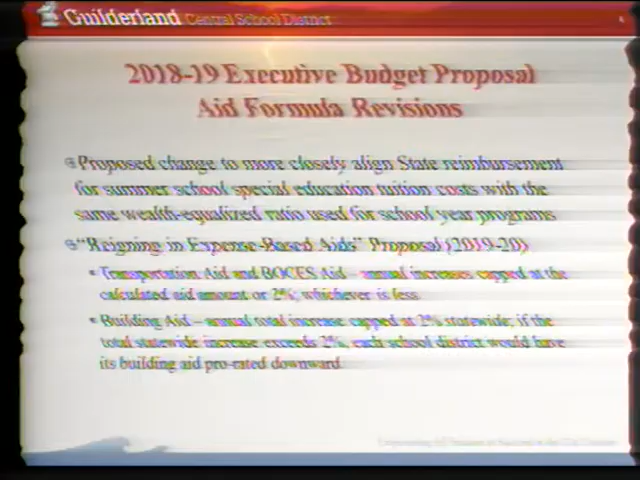 Guilderland Central School District
2018-19 Executive Budget Proposal
Aid Formula Revisions
Proposed change to more closely align State reimbursement
for summer school special education tuition costs with the
same wealth-equalized ratio used for school year programs
"Reigning in Expense-Based Aids" Proposal (2019-20)
Transportation Aid and BOCES Aid – annual increases capped at the
calculated aid amount or 2%, whichever is less
Building Aid – annual total increase capped at 2% statewide; if the
total statewide increase exceeds 2%, each school district would have
its building aid pro-rated downward